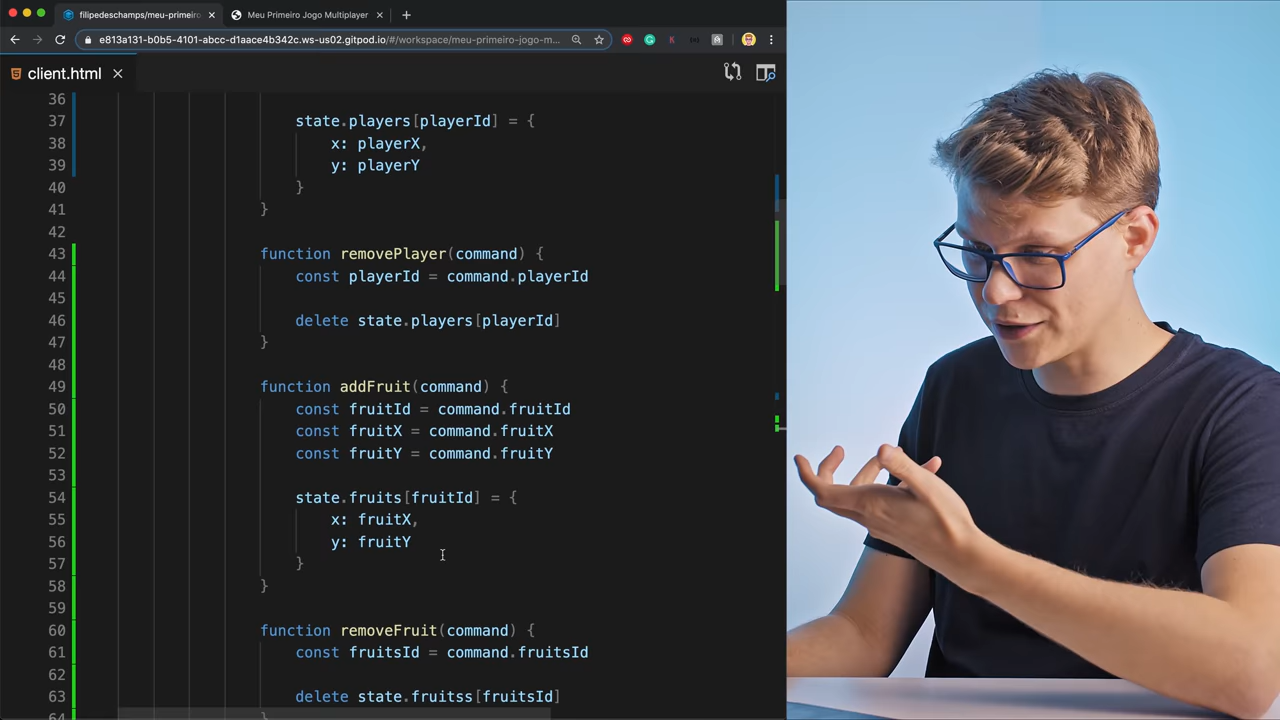 filipedeschamps/meu-primeiro
Meu Primeiro Jogo Multiplayer
e813a131-b0b5-4101-abcc-d1aace4b342c.ws-us02.gitpod.io/#/workspace/meu-primeiro-jogo-m...
client.html
36
37 state.players[playerId] = {
38 x: playerX,
39 y: playerY
40 }
41 }
42
43 function removePlayer(command) {
44 const playerId = command.playerId
45
46 delete state.players[playerId]
47 }
48
49 function addFruit(command) {
50 const fruitId = command.fruitId
51 const fruitX = command.fruitX
52 const fruitY = command.fruitY
53
54 state.fruits[fruitId] = {
55 x: fruitX,
56 y: fruitY
57 }
58 }
59
60 function removeFruit(command) {
61 const fruitsId = command.fruitsId
62
63 delete state.fruitss[fruitsId]
64 }